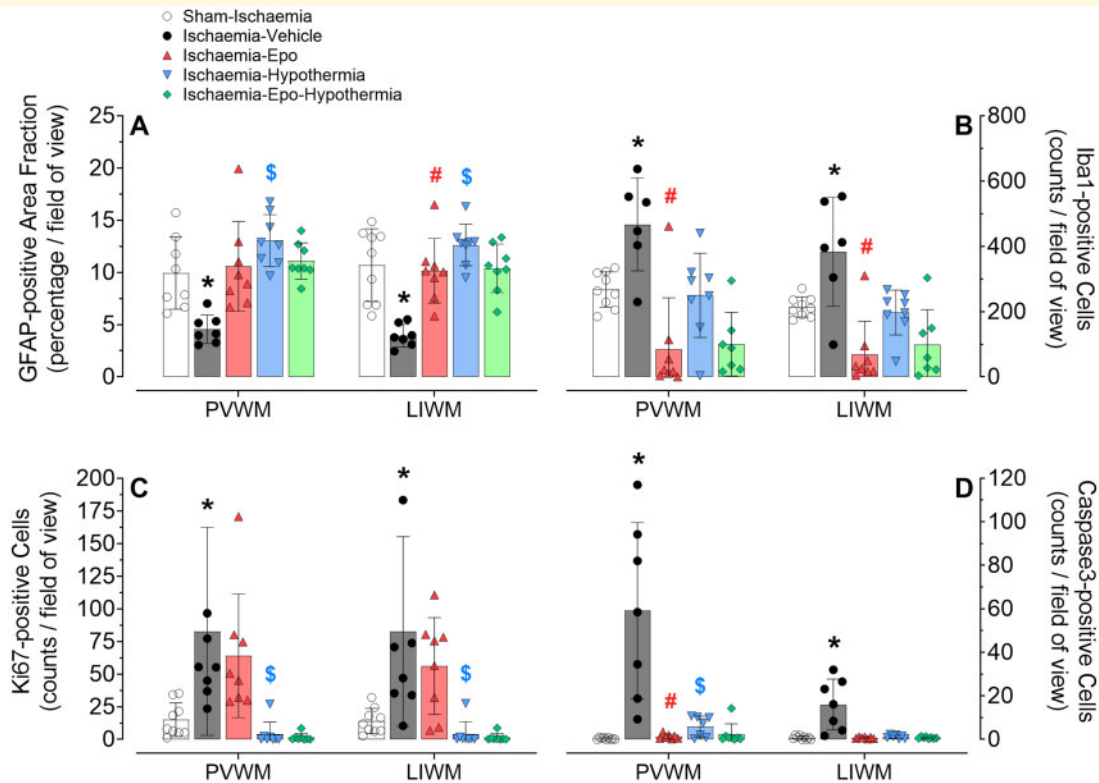 Sham-Ischaemia
Ischaemia-Vehicle
Ischaemia-Epo
Ischaemia-Hypothermia
Ischaemia-Epo-Hypothermia
A
GFAP-positive Area Fraction
(percentage / field of view)
25
20
15
10
5
0
*
$
*
#
$
PVWM
LIWM
B
Iba1-positive Cells
(counts / field of view)
800
600
400
200
0
*
#
*
#
PVWM
LIWM
C
Ki67-positive Cells
(counts / field of view)
200
175
150
125
100
75
50
25
0
*
$
*
$
PVWM
LIWM
D
Caspase3-positive Cells
(counts / field of view)
120
100
80
60
40
20
0
*
#
$
*
PVWM
LIWM